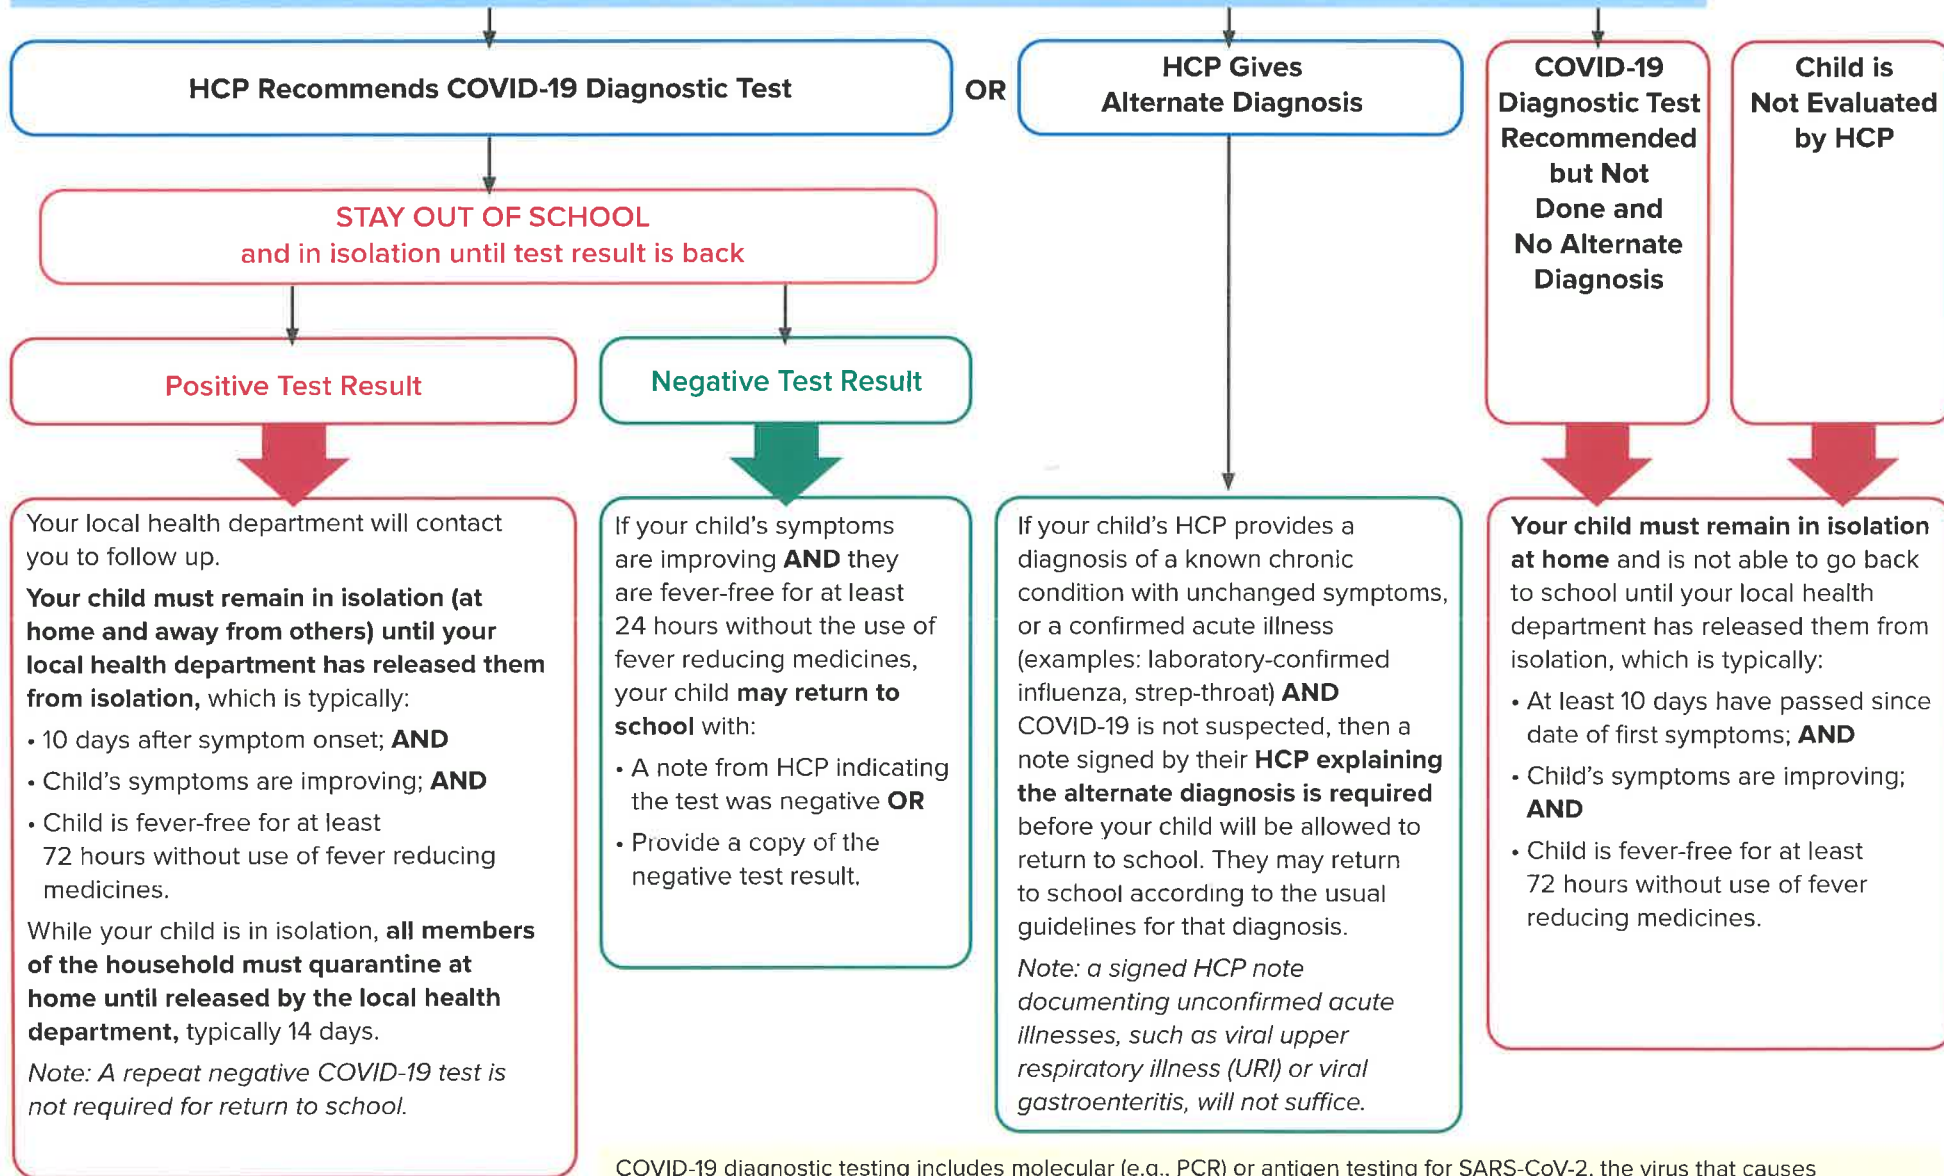 HCP Recommends COVID-19 Diagnostic Test
OR
HCP Gives
Alternate Diagnosis
COVID-19
Diagnostic Test
Recommended
but Not
Done and
No Alternate
Diagnosis
Child is
Not Evaluated
by HCP
STAY OUT OF SCHOOL
and in isolation until test result is back
Positive Test Result
Negative Test Result
Your local health department will contact
you to follow up.
Your child must remain in isolation (at
home and away from others) until your
local health department has released them
from isolation, which is typically:
• 10 days after symptom onset; AND
• Child's symptoms are improving; AND
• Child is fever-free for at least
72 hours without use of fever reducing
medicines.
While your child is in isolation, all members
of the household must quarantine at
home until released by the local health
department, typically 14 days.
Note: A repeat negative COVID-19 test is
not required for return to school.
If your child's symptoms
are improving AND they
are fever-free for at least
24 hours without the use of
fever reducing medicines,
your child may return to
school with:
• A note from HCP indicating
the test was negative OR
• Provide a copy of the
negative test result.
If your child's HCP provides a
diagnosis of a known chronic
condition with unchanged symptoms,
or a confirmed acute illness
(examples: laboratory-confirmed
influenza, strep-throat) AND
COVID-19 is not suspected, then a
note signed by their HCP explaining
the alternate diagnosis is required
before your child will be allowed to
return to school. They may return
to school according to the usual
guidelines for that diagnosis.
Note: a signed HCP note
documenting unconfirmed acute
illnesses, such as viral upper
respiratory illness (URI) or viral
gastroenteritis, will not suffice.
Your child must remain in isolation
at home and is not able to go back
to school until your local health
department has released them from
isolation, which is typically:
• At least 10 days have passed since
date of first symptoms; AND
• Child's symptoms are improving;
AND
• Child is fever-free for at least
72 hours without use of fever
reducing medicines.
COVID-19 diagnostic testing includes molecular (e.g., PCR) or antigen testing for SARS-CoV-2, the virus that causes